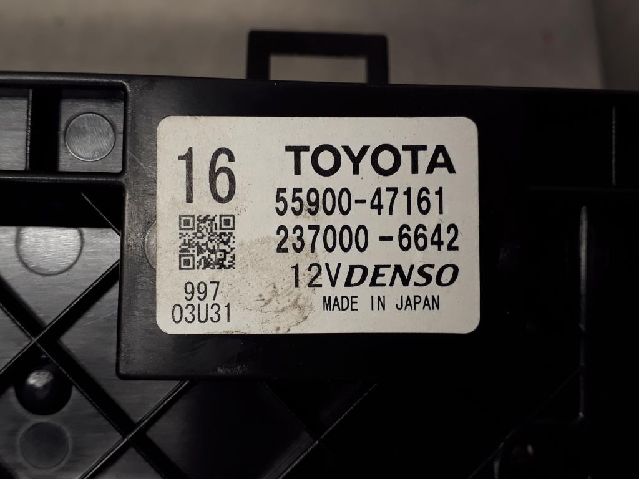 16
TOYOTA
55900-47161
237000-6642
12V DENSO
997
03U31
MADE IN JAPAN